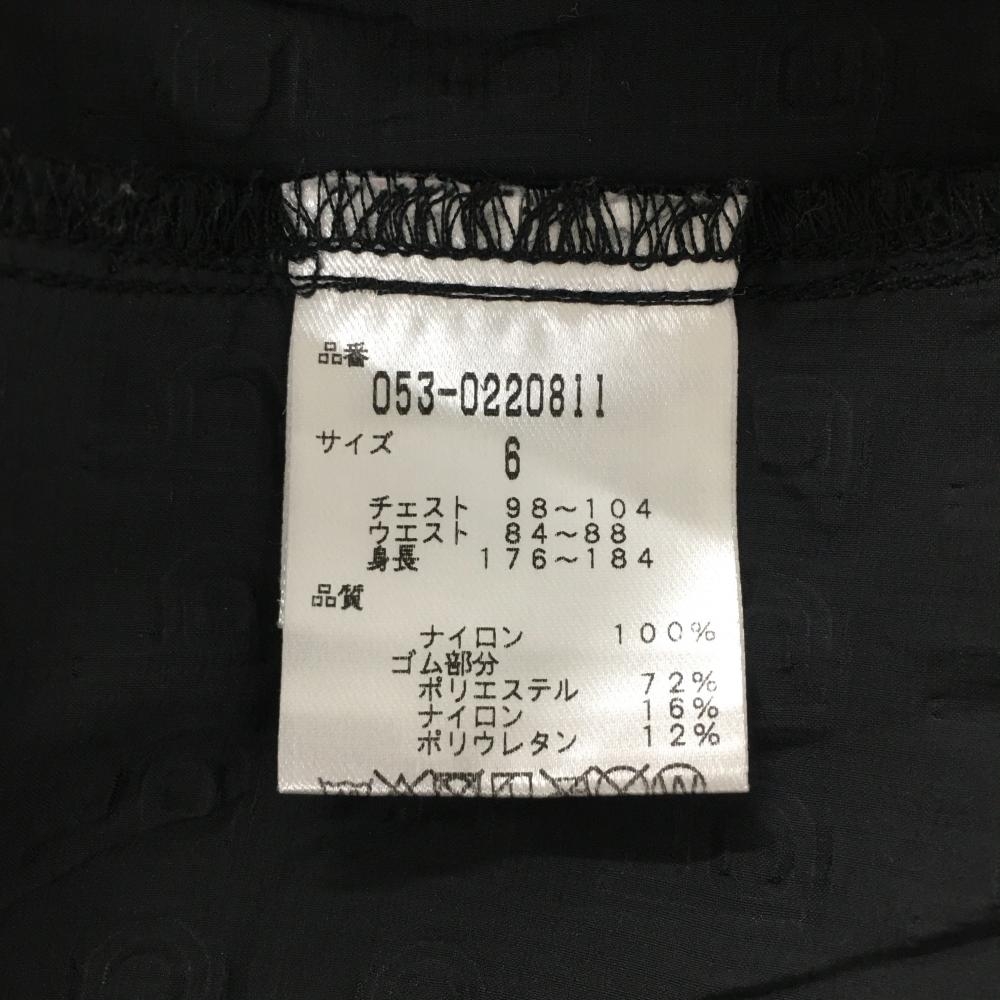 品番
053-0220811
サイズ
6
チェスト 98～104
ウエスト 84～88
身長 176～184
品質
ナイロン 100%
ゴム部分
ポリエステル 72%
ナイロン 16%
ポリウレタン 12%